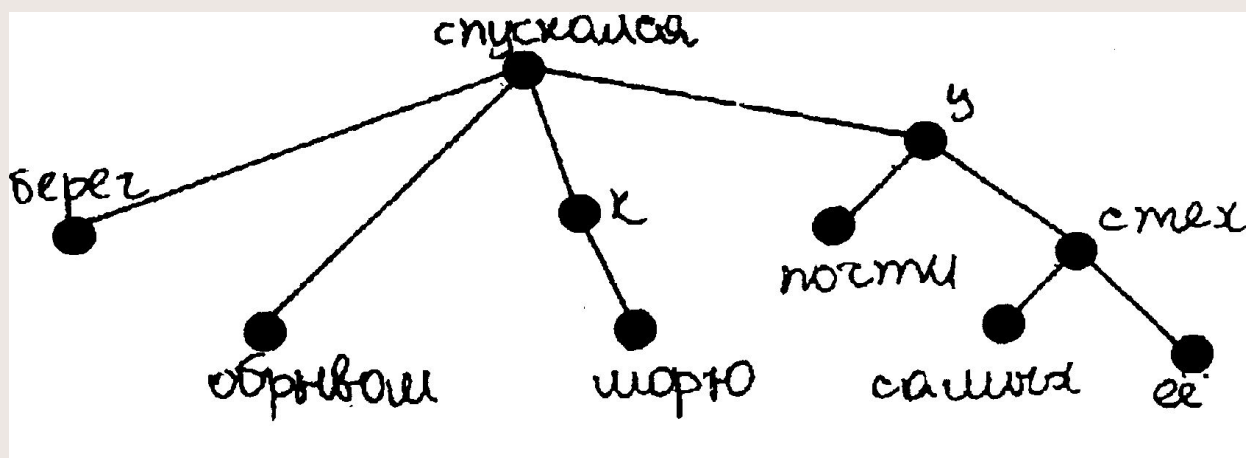 спускался
у
берег
к
стех
почти
обрывом
морю
самых
её